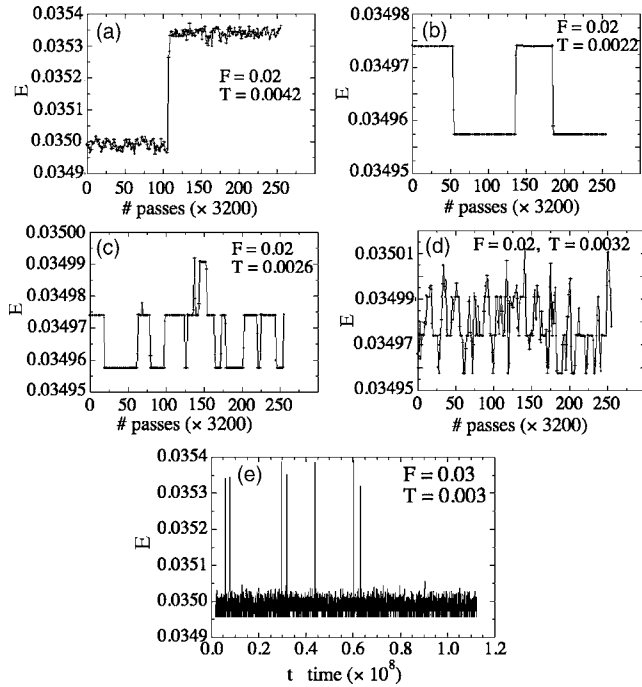 (a)
0.0354
0.0353
0.0352
0.0351
0.0350
0.0349
E
F = 0.02
T = 0.0042
0 50 100 150 200 250
# passes (× 3200)
(b)
0.03498
0.03497
0.03496
0.03495
E
F = 0.02
T = 0.0022
0 50 100 150 200 250
# passes (× 3200)
(c)
0.03500
0.03499
0.03498
0.03497
0.03496
0.03495
E
F = 0.02
T = 0.0026
0 50 100 150 200 250
# passes (× 3200)
(d)
0.03501
0.03499
0.03497
0.03495
E
F = 0.02, T = 0.0032
0 50 100 150 200 250
# passes (× 3200)
(e)
0.0354
0.0353
0.0352
0.0351
0.0350
0.0349
E
F = 0.03
T = 0.003
0.0 0.2 0.4 0.6 0.8 1.0 1.2
t time (× 10⁸)